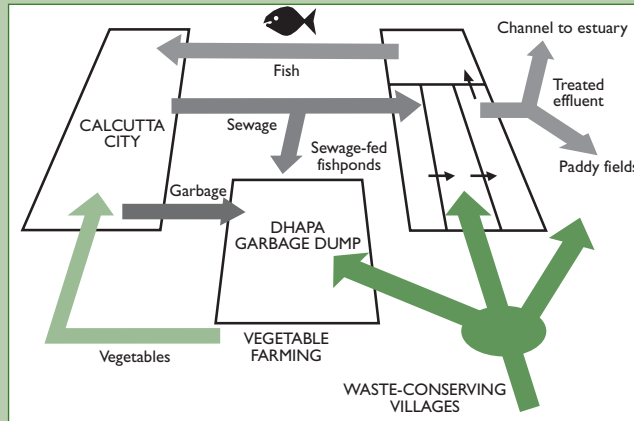 Channel to estuary
Fish
Treated
effluent
CALCUTTA
CITY
Sewage
Sewage-fed
fishponds
Paddy fields
Garbage
DHAPA
GARBAGE DUMP
Vegetables
VEGETABLE
FARMING
WASTE-CONSERVING
VILLAGES